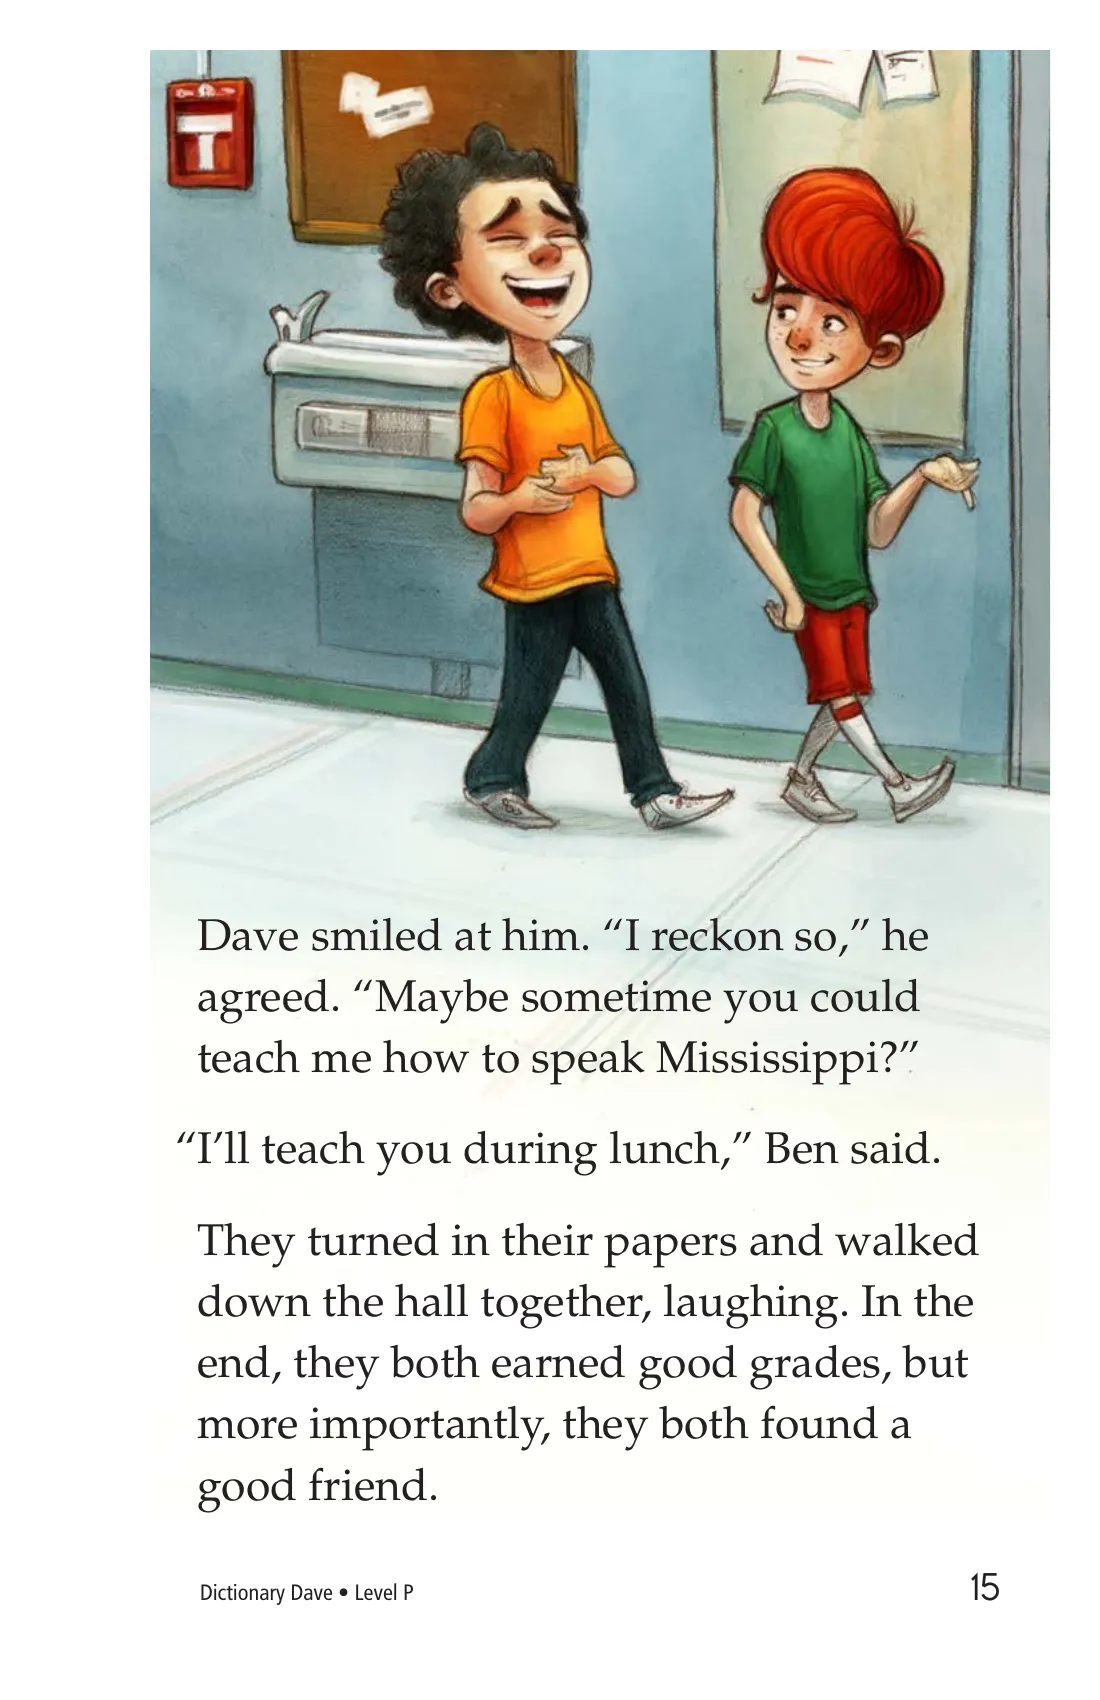 Dave smiled at him. “I reckon so,” he
agreed. “Maybe sometime you could
teach me how to speak Mississippi?”
“I’ll teach you during lunch,” Ben said.
They turned in their papers and walked
down the hall together, laughing. In the
end, they both earned good grades, but
more importantly, they both found a
good friend.
Dictionary Dave • Level P
15